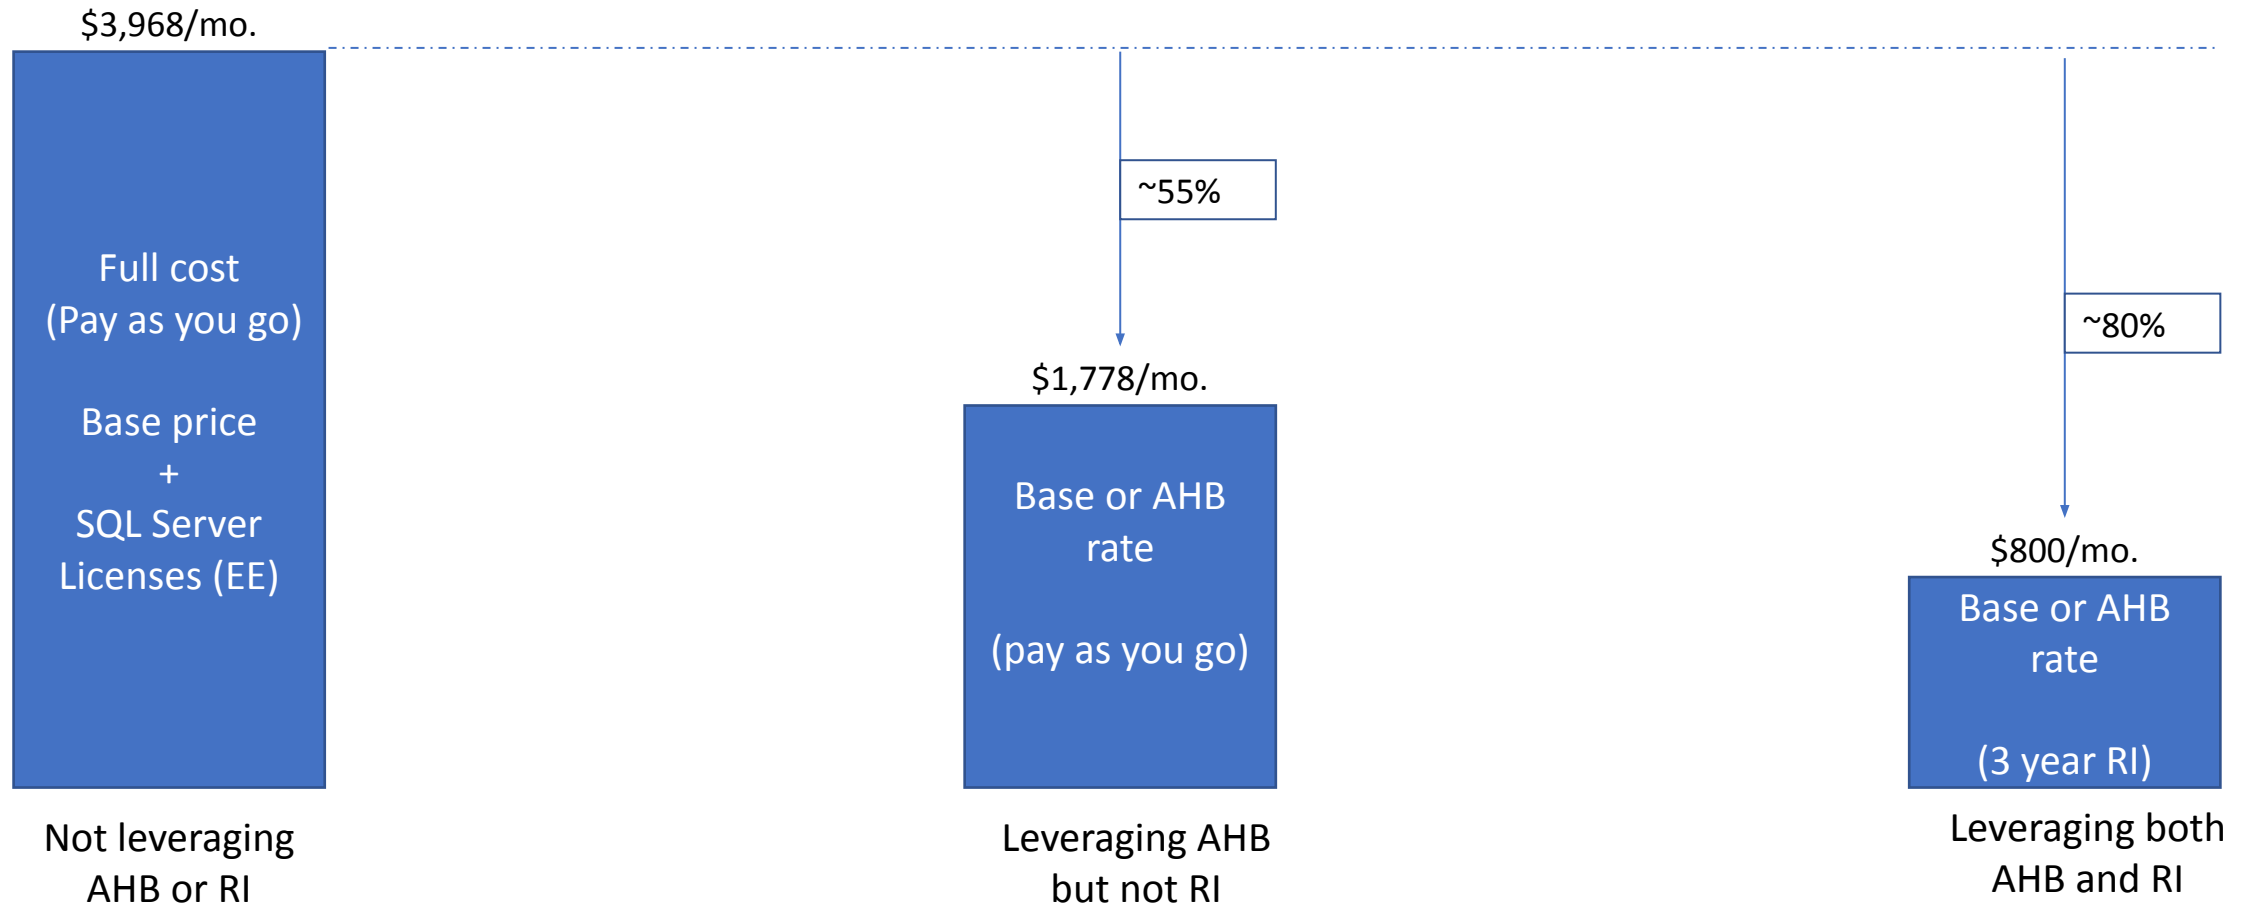 $3,968/mo.
Full cost
(Pay as you go)
Base price
+
SQL Server
Licenses (EE)
Not leveraging
AHB or RI
~55%
$1,778/mo.
Base or AHB
rate
(pay as you go)
Leveraging AHB
but not RI
~80%
$800/mo.
Base or AHB
rate
(3 year RI)
Leveraging both
AHB and RI